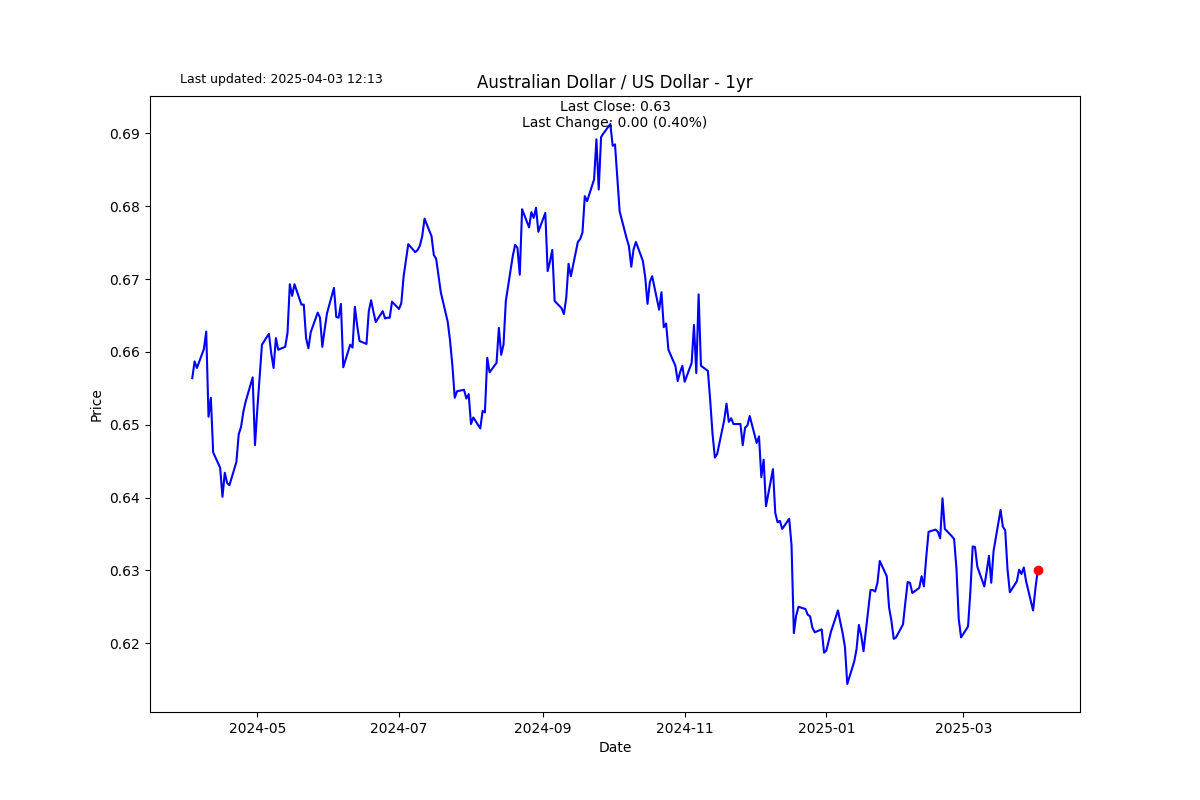 Last updated: 2025-04-03 12:13
Australian Dollar / US Dollar - 1yr
Last Close: 0.63
Last Change: 0.00 (0.40%)
Price
0.69
0.68
0.67
0.66
0.65
0.64
0.63
0.62
2024-05 2024-07 2024-09 2024-11 2025-01 2025-03
Date